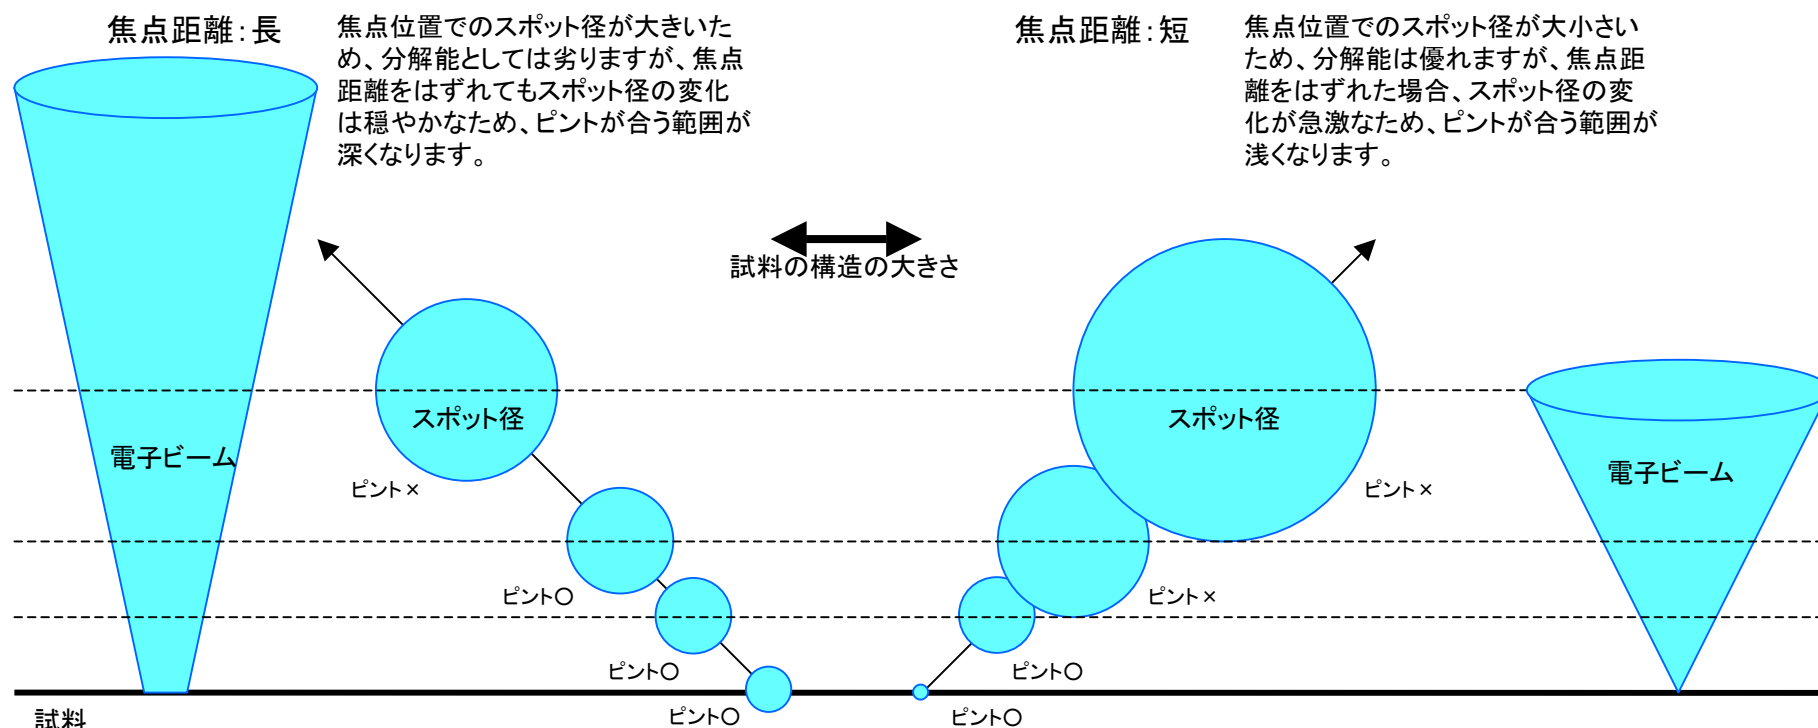 焦点距離：長
焦点位置でのスポット径が大きいた
め、分解能としては劣りますが、焦点
距離をはずれてもスポット径の変化
は穏やかなため、ピントが合う範囲が
深くなります。
焦点距離：短
焦点位置でのスポット径が大小さい
ため、分解能は優れますが、焦点距
離をはずれた場合、スポット径の変
化が急激なため、ピントが合う範囲が
浅くなります。
試料の構造の大きさ
スポット径
スポット径
電子ビーム
電子ビーム
ピント×
ピント×
ピント○
ピント×
ピント○
ピント○
ピント○
ピント○
試料